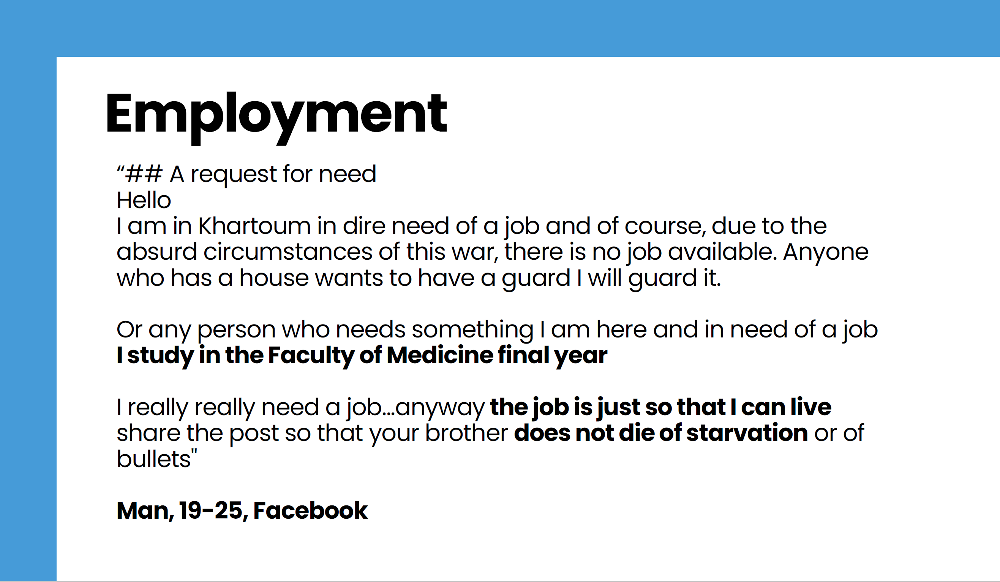 Employment
“## A request for need
Hello
I am in Khartoum in dire need of a job and of course, due to the
absurd circumstances of this war, there is no job available. Anyone
who has a house wants to have a guard I will guard it.
Or any person who needs something I am here and in need of a job
I study in the Faculty of Medicine final year
I really really need a job...anyway the job is just so that I can live
share the post so that your brother does not die of starvation or of
bullets"
Man, 19-25, Facebook